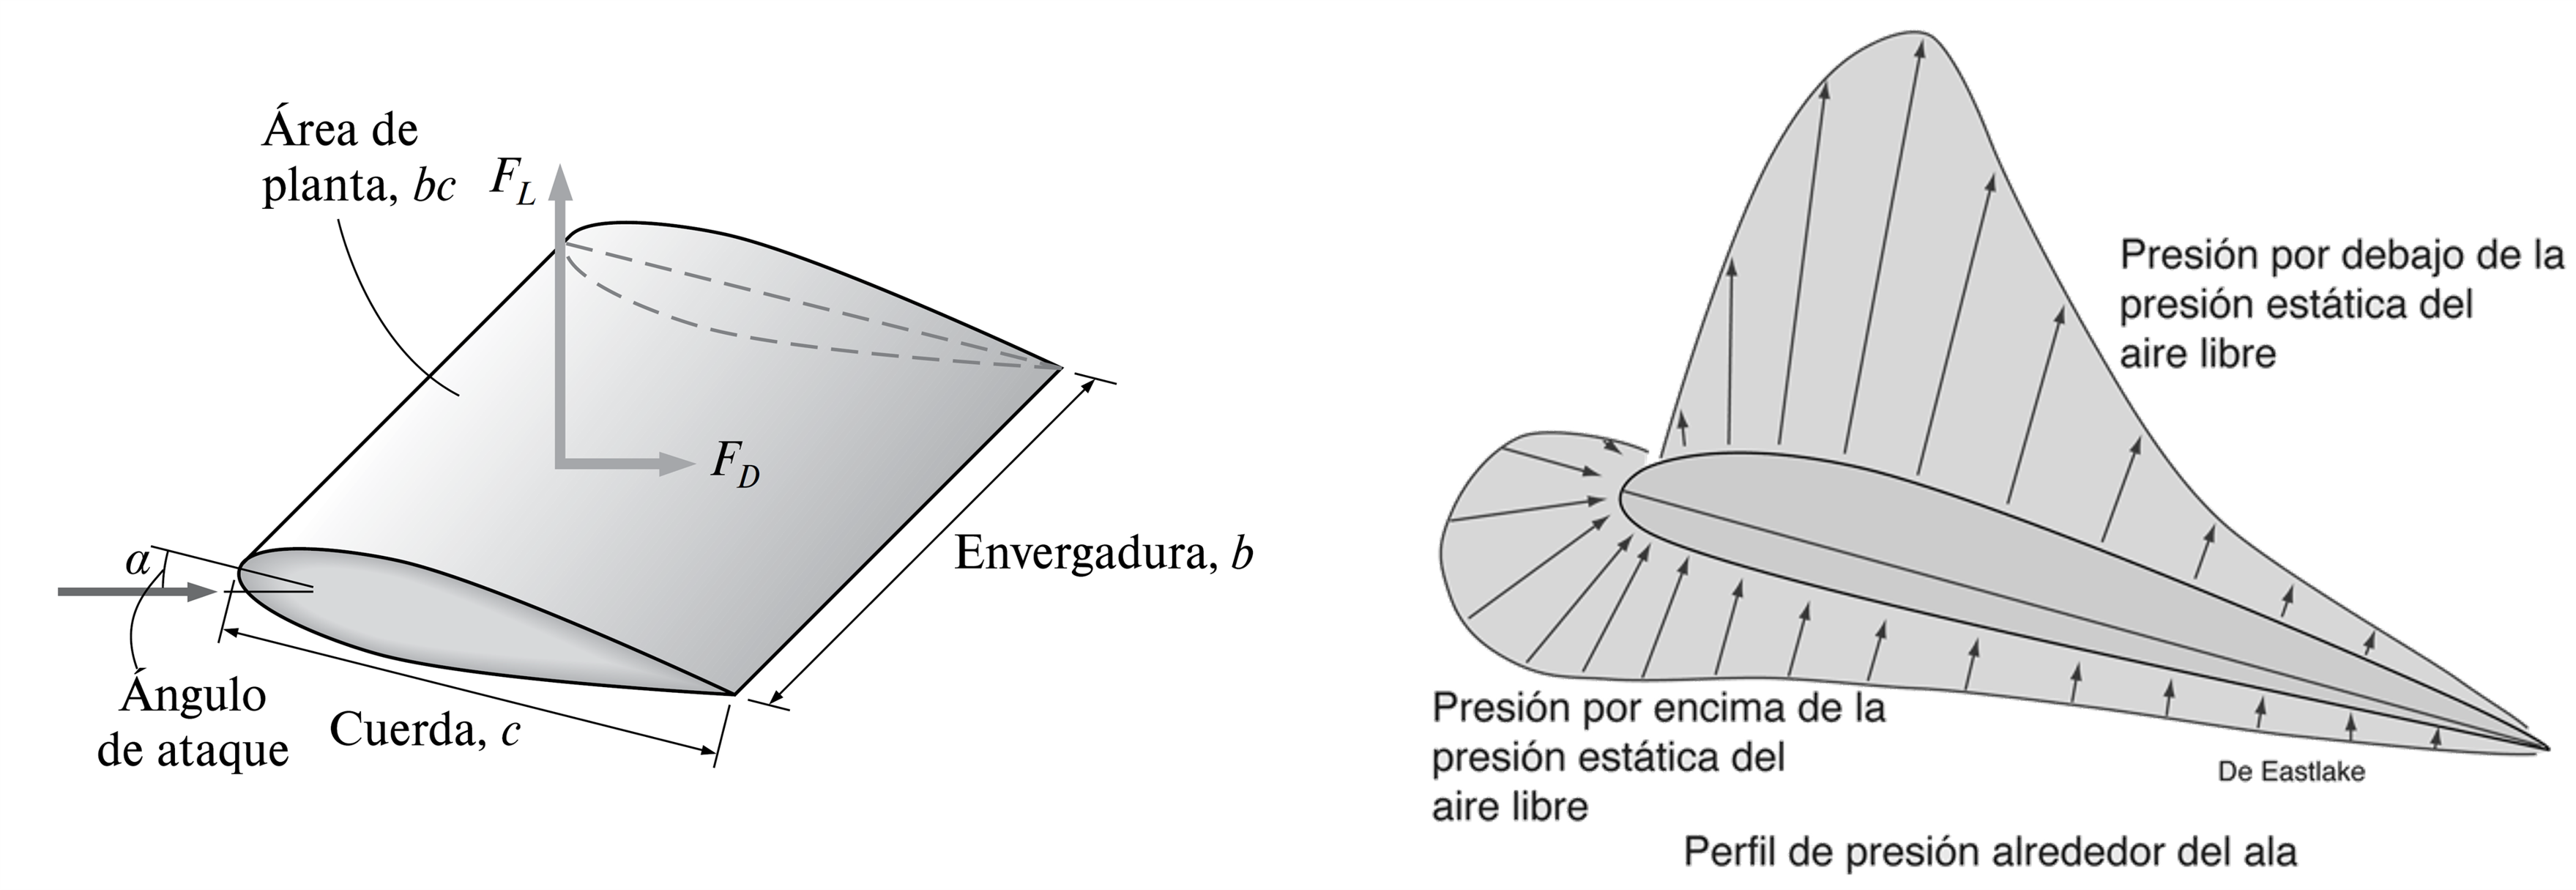 Área de
planta, bc
F_L
F_D
α
Ángulo
de ataque
Cuerda, c
Envergadura, b
Presión por debajo de la
presión estática del
aire libre
Presión por encima de la
presión estática del
aire libre
De Eastlake
Perfil de presión alrededor del ala